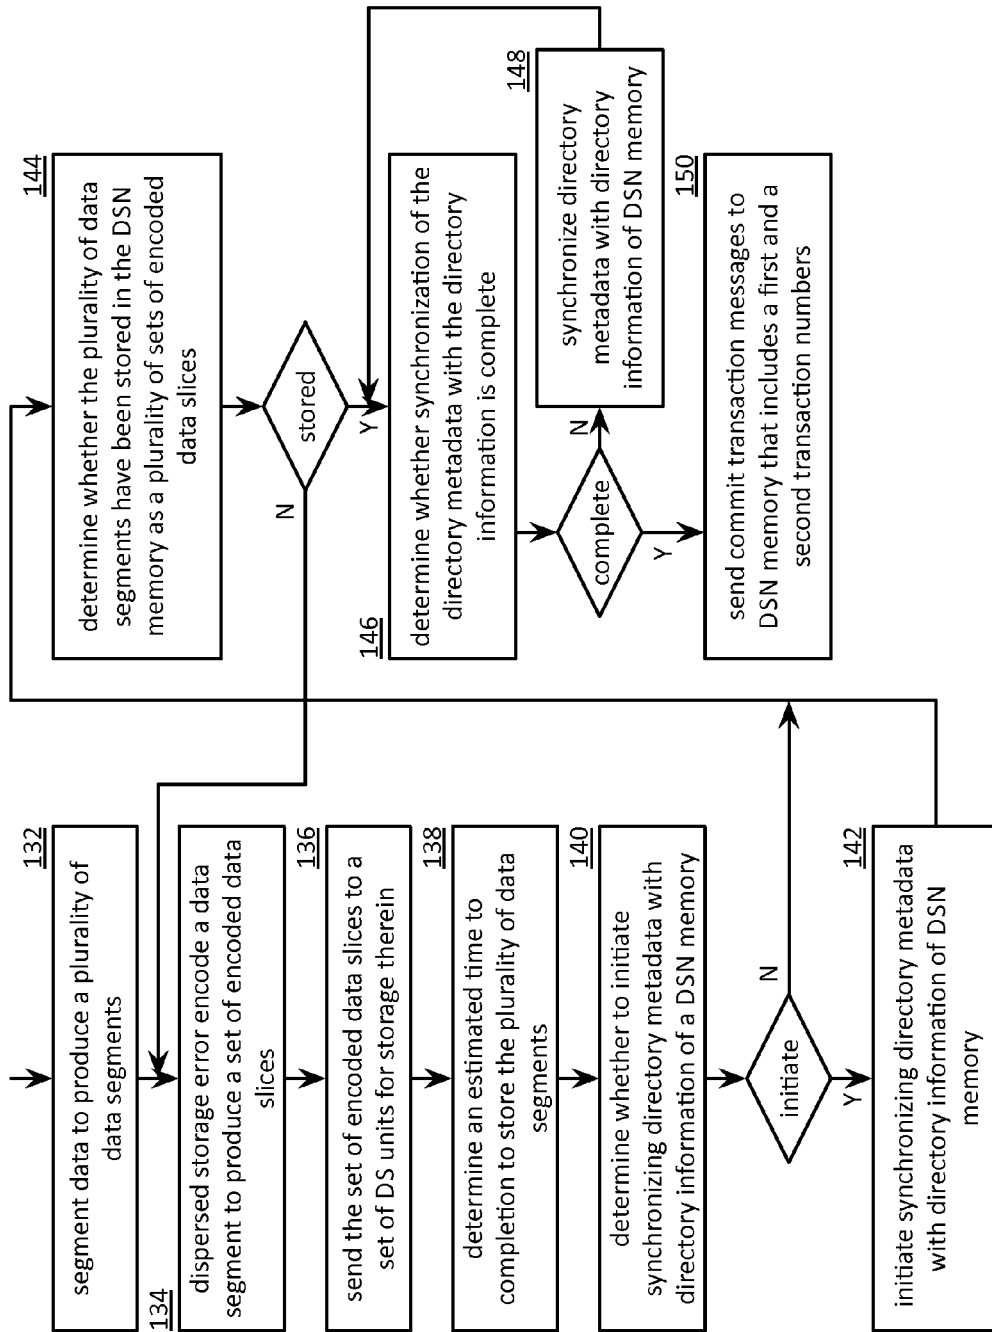 132
segment data to produce a plurality of
data segments
134
dispersed storage error encode a data
segment to produce a set of encoded data
slices
136
send the set of encoded data slices to a
set of DS units for storage therein
138
determine an estimated time to
completion to store the plurality of data
segments
140
determine whether to initiate
synchronizing directory metadata with
directory information of a DSN memory
initiate
N
Y
142
initiate synchronizing directory metadata
with directory information of DSN
memory
144
determine whether the plurality of data
segments have been stored in the DSN
memory as a plurality of sets of encoded
data slices
stored
N
Y
146
determine whether synchronization of the
directory metadata with the directory
information is complete
complete
N
Y
148
synchronize directory
metadata with directory
information of DSN memory
150
send commit transaction messages to
DSN memory that includes a first and a
second transaction numbers